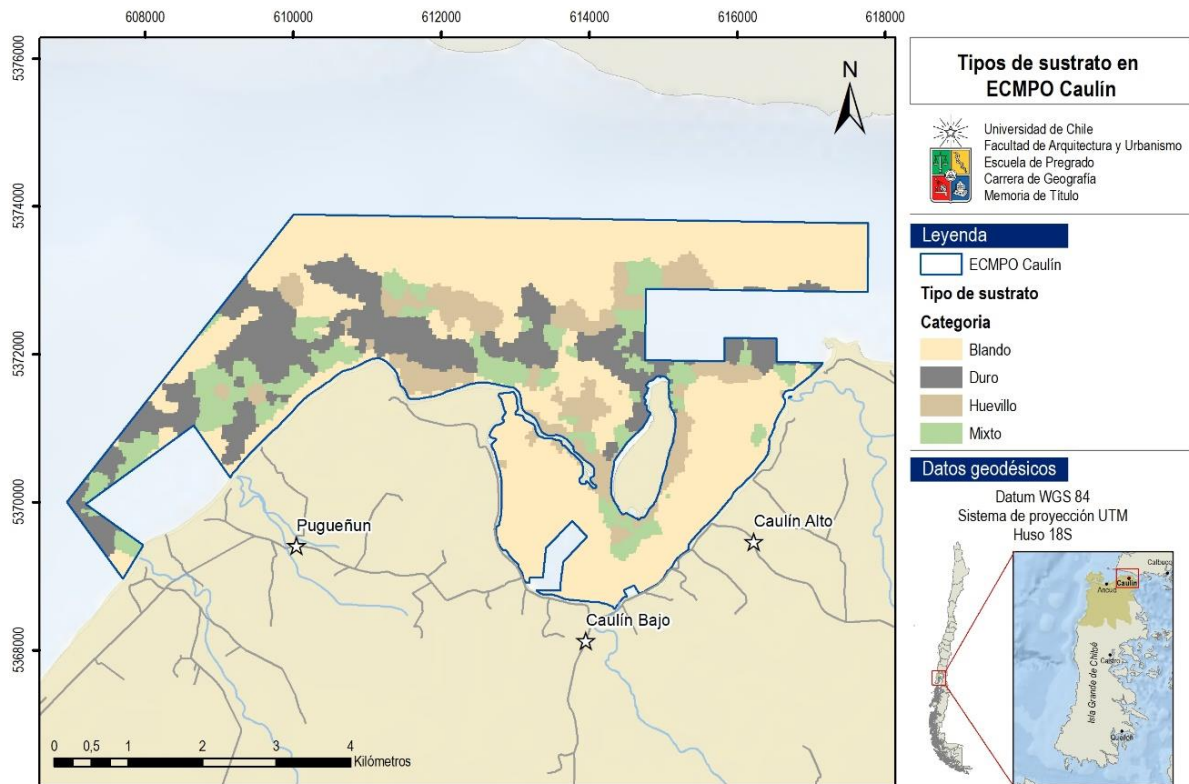 608000 610000 612000 614000 616000 618000
5376000
5374000
5372000
5370000
5368000
N
Pugueñun
Caulín Alto
Caulín Bajo
0 0,5 1 2 3 4
Kilómetros
Tipos de sustrato en
ECMPO Caulín
Universidad de Chile
Facultad de Arquitectura y Urbanismo
Escuela de Pregrado
Carrera de Geografía
Memoria de Título
Leyenda
ECMPO Caulín
Tipo de sustrato
Categoria
Blando
Duro
Huevillo
Mixto
Datos geodésicos
Datum WGS 84
Sistema de proyección UTM
Huso 18S
Calbuco
Caulín
Ancud
Castro
Isla Grande de Chiloé
Quellón